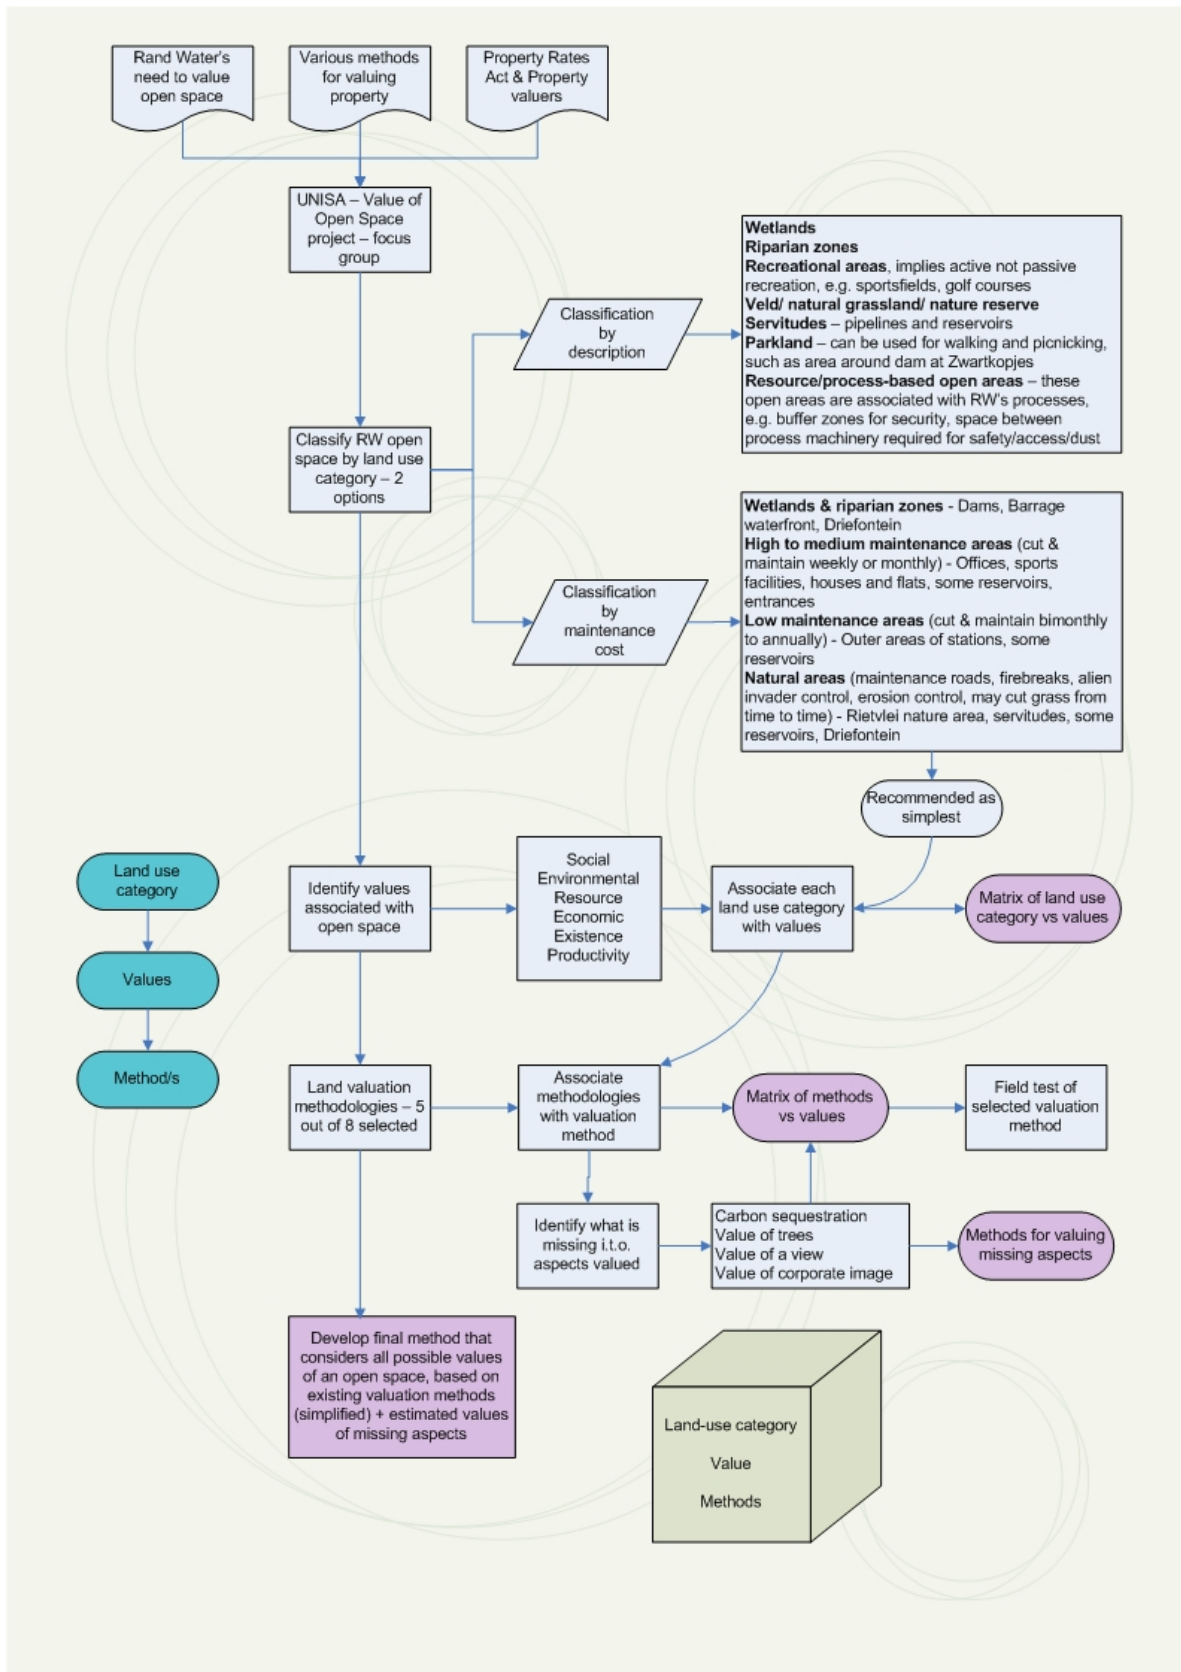 Rand Water's
need to value
open space
Various methods
for valuing
property
Property Rates
Act & Property
valuers
UNISA – Value of
Open Space
project – focus
group
Classification
by
description
Wetlands
Riparian zones
Recreational areas, implies active not passive
recreation, e.g. sportsfields, golf courses
Veld/ natural grassland/ nature reserve
Servitudes – pipelines and reservoirs
Parkland – can be used for walking and picnicking,
such as area around dam at Zwartkopjes
Resource/process-based open areas – these
open areas are associated with RW's processes,
e.g. buffer zones for security, space between
process machinery required for safety/access/dust
Classify RW open
space by land use
category – 2
options
Classification
by
maintenance
cost
Wetlands & riparian zones - Dams, Barrage
waterfront, Driefontein
High to medium maintenance areas (cut &
maintain weekly or monthly) - Offices, sports
facilities, houses and flats, some reservoirs,
entrances
Low maintenance areas (cut & maintain bimonthly
to annually) - Outer areas of stations, some
reservoirs
Natural areas (maintenance roads, firebreaks, alien
invader control, erosion control, may cut grass from
time to time) - Rietvlei nature area, servitudes, some
reservoirs, Driefontein
Recommended as
simplest
Land use
category
Values
Method/s
Identify values
associated with
open space
Social
Environmental
Resource
Economic
Existence
Productivity
Associate each
land use category
with values
Matrix of land use
category vs values
Land valuation
methodologies – 5
out of 8 selected
Associate
methodologies
with valuation
method
Matrix of methods
vs values
Field test of
selected valuation
method
Identify what is
missing i.t.o.
aspects valued
Carbon sequestration
Value of trees
Value of a view
Value of corporate image
Methods for valuing
missing aspects
Develop final method that
considers all possible values
of an open space, based on
existing valuation methods
(simplified) + estimated values
of missing aspects
Land-use category
Value
Methods